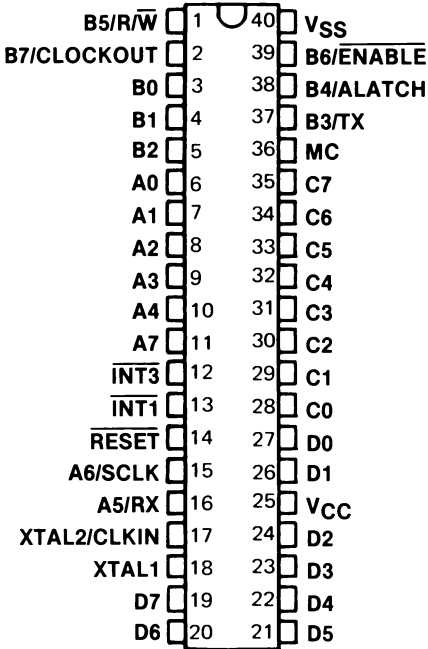 B5/R/W̅ 1 40 VSS
B7/CLOCKOUT 2 39 B6/E̅N̅A̅B̅L̅E̅
B0 3 38 B4/ALATCH
B1 4 37 B3/TX
B2 5 36 MC
A0 6 35 C7
A1 7 34 C6
A2 8 33 C5
A3 9 32 C4
A4 10 31 C3
A7 11 30 C2
I̅N̅T̅3̅ 12 29 C1
I̅N̅T̅1̅ 13 28 C0
R̅E̅S̅E̅T̅ 14 27 D0
A6/SCLK 15 26 D1
A5/RX 16 25 VCC
XTAL2/CLKIN 17 24 D2
XTAL1 18 23 D3
D7 19 22 D4
D6 20 21 D5